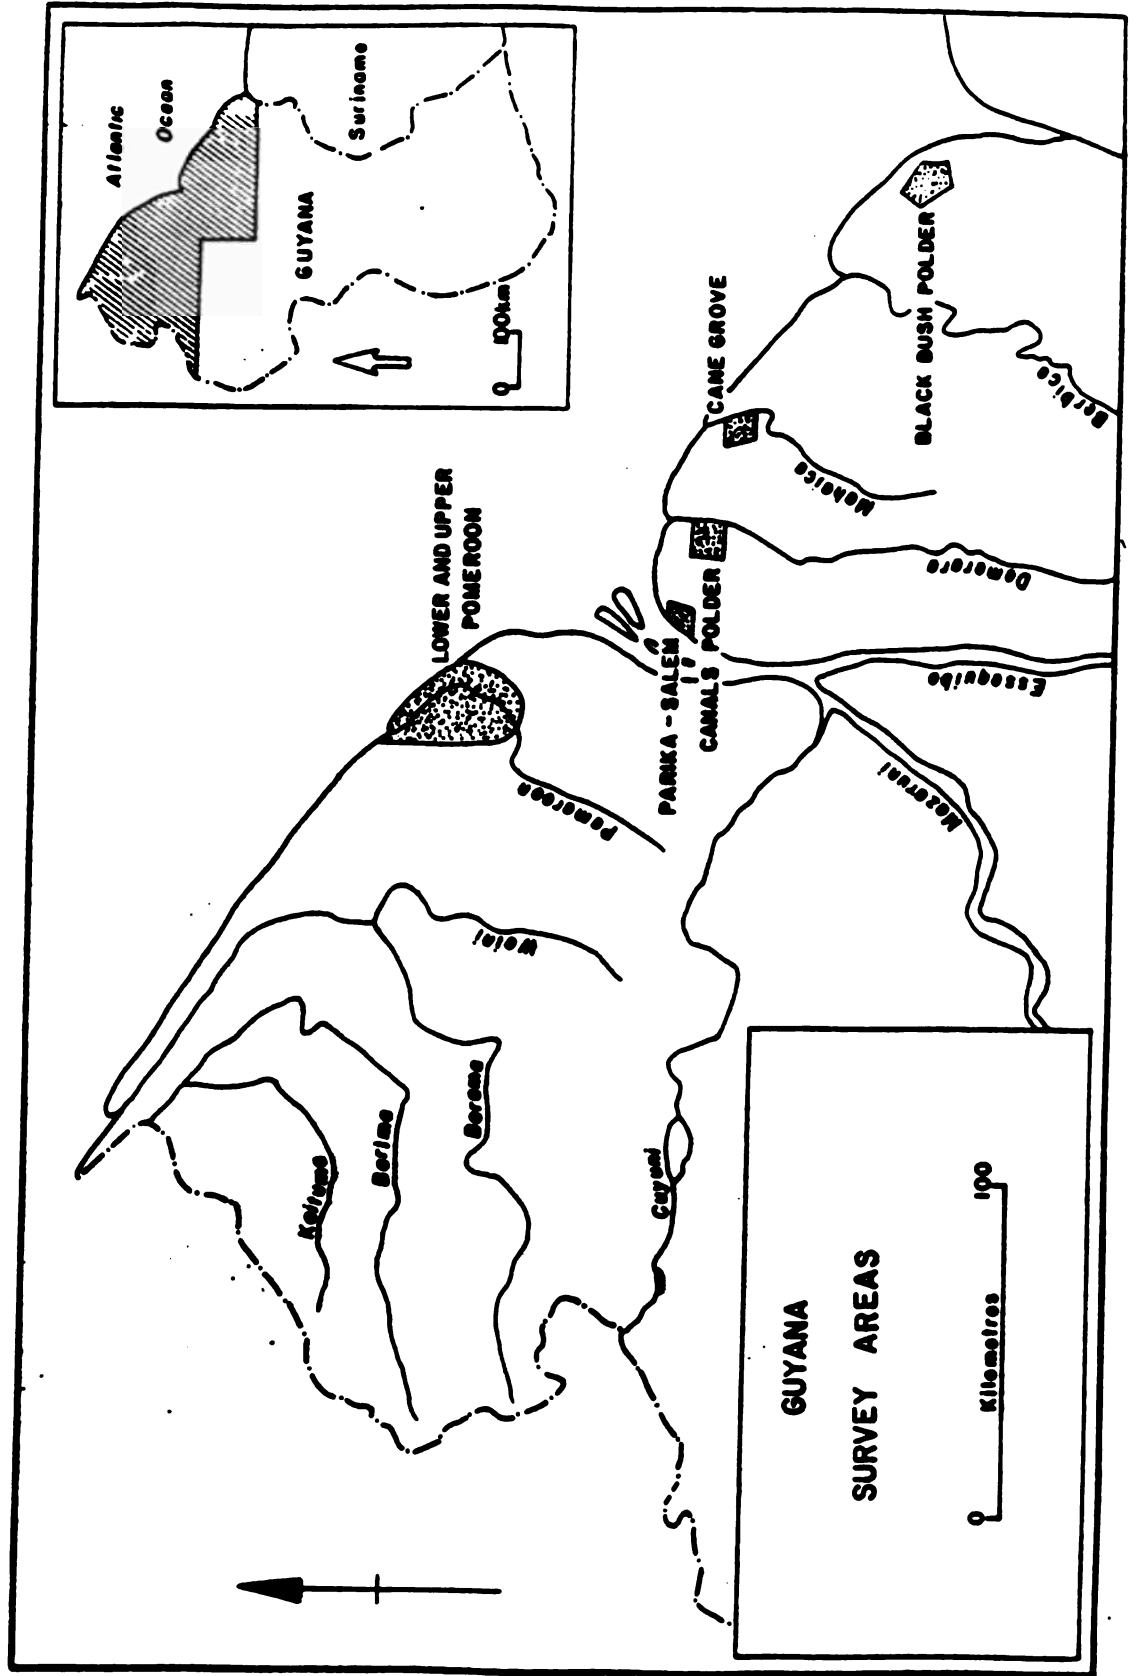 Atlantic
Ocean
Suriname
GUYANA
0 100km
LOWER AND UPPER
POMEROON
Kaituma
Barima
Barama
Waini
Pomeroon
Cuyuni
PARIKA - SALEM
CANALS POLDER
CANE GROVE
Mahaica
BLACK BUSH POLDER
Mazaruni
Essequibo
Demerara
Berbice
GUYANA
SURVEY AREAS
0 100
Kilometres